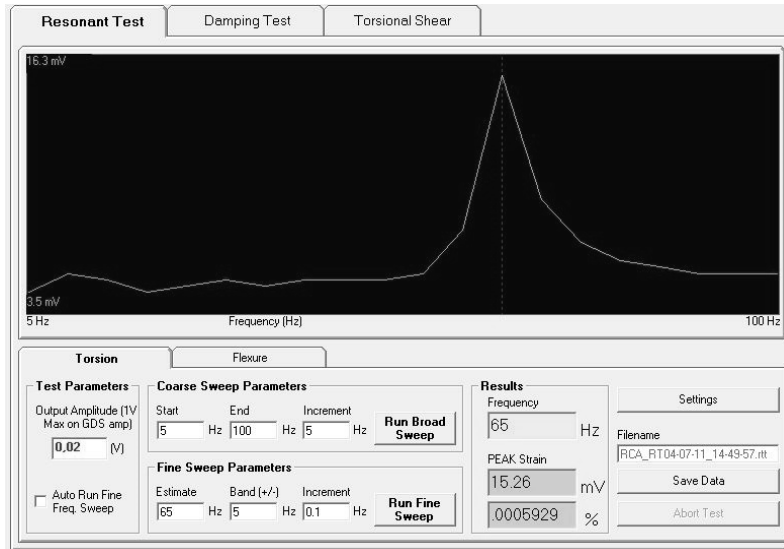 Resonant Test Damping Test Torsional Shear
16.3 mV
3.5 mV
5 Hz Frequency (Hz) 100 Hz
Torsion Flexure
Test Parameters
Output Amplitude (1V
Max on GDS amp)
0,02 (V)
Auto Run Fine
Freq. Sweep
Coarse Sweep Parameters
Start End Increment
5 Hz 100 Hz 5 Hz
Run Broad
Sweep
Fine Sweep Parameters
Estimate Band (+/-) Increment
65 Hz 5 Hz 0.1 Hz
Run Fine
Sweep
Results
Frequency
65 Hz
PEAK Strain
15.26 mV
.0005929 %
Settings
Filename
RCA_RT04-07-11_14-49-57.rtt
Save Data
Abort Test